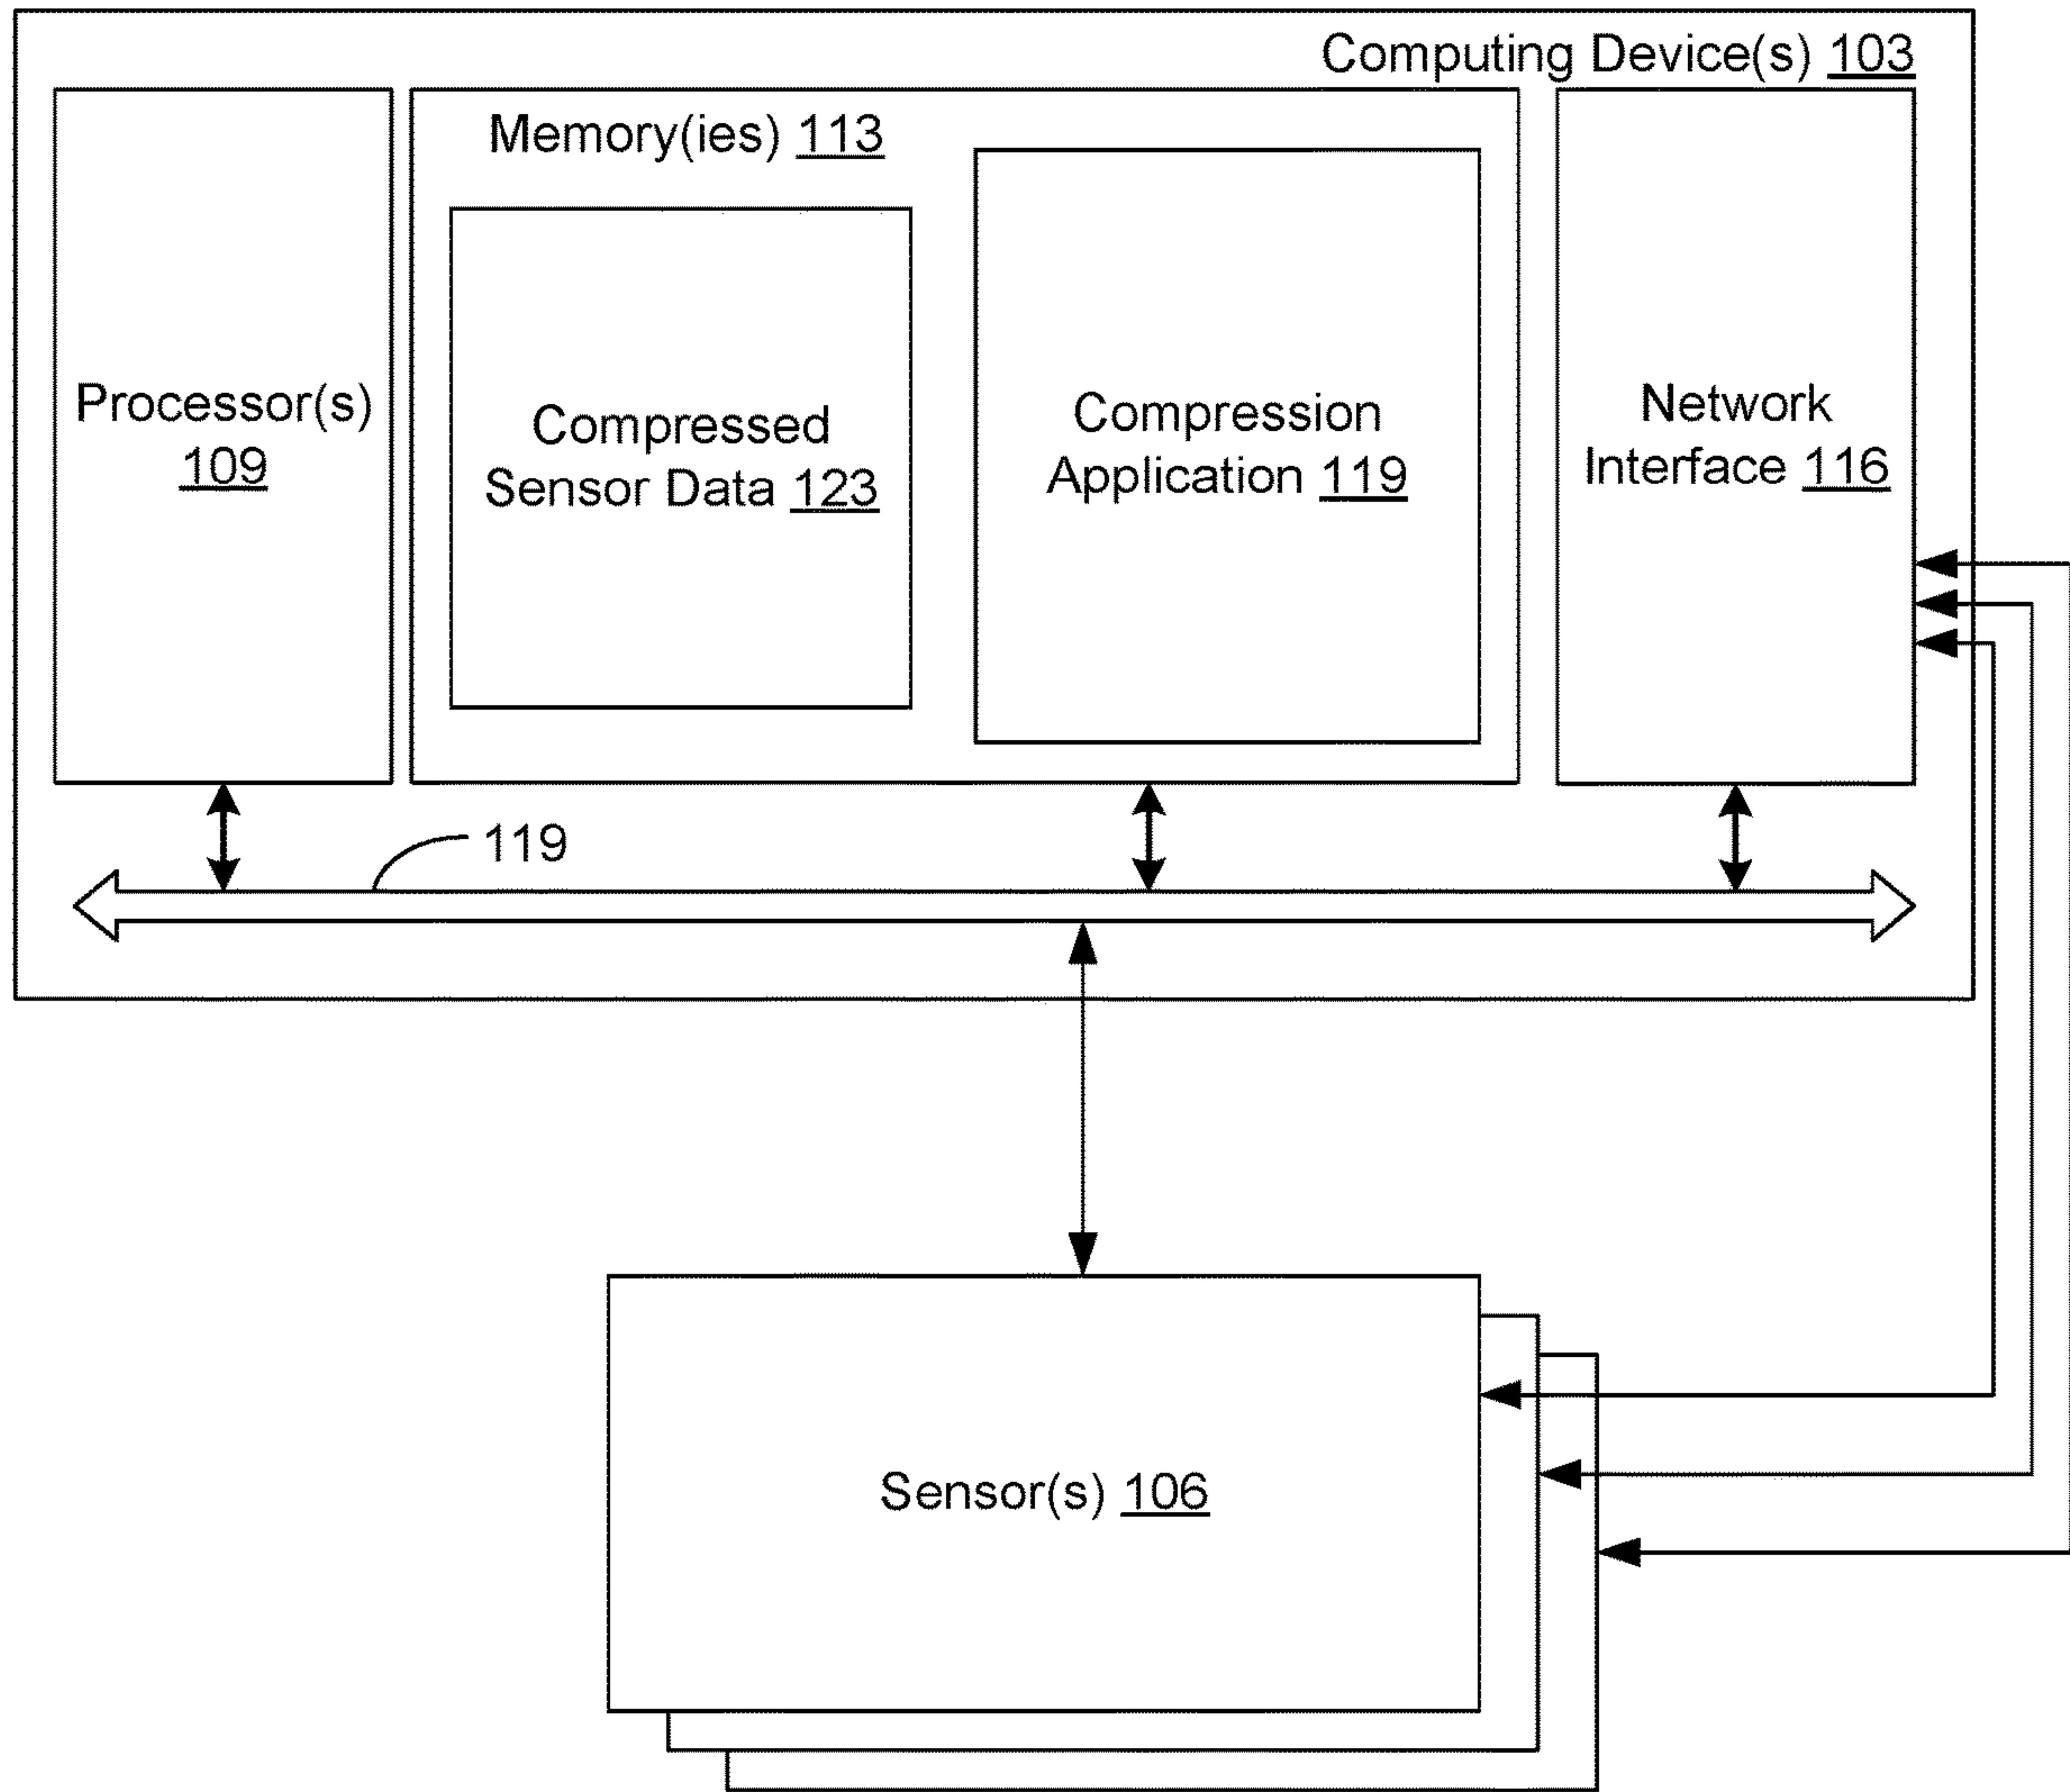 Computing Device(s) 103
Memory(ies) 113
Processor(s)
109
Compressed
Sensor Data 123
Compression
Application 119
Network
Interface 116
119
Sensor(s) 106